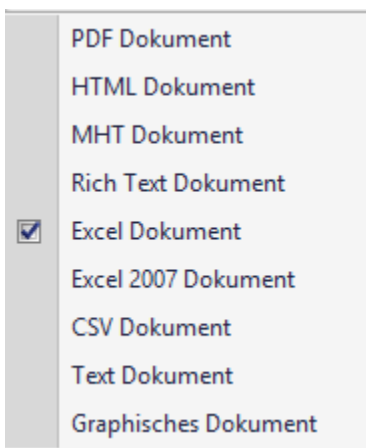 PDF Dokument
HTML Dokument
MHT Dokument
Rich Text Dokument
Excel Dokument
Excel 2007 Dokument
CSV Dokument
Text Dokument
Graphisches Dokument